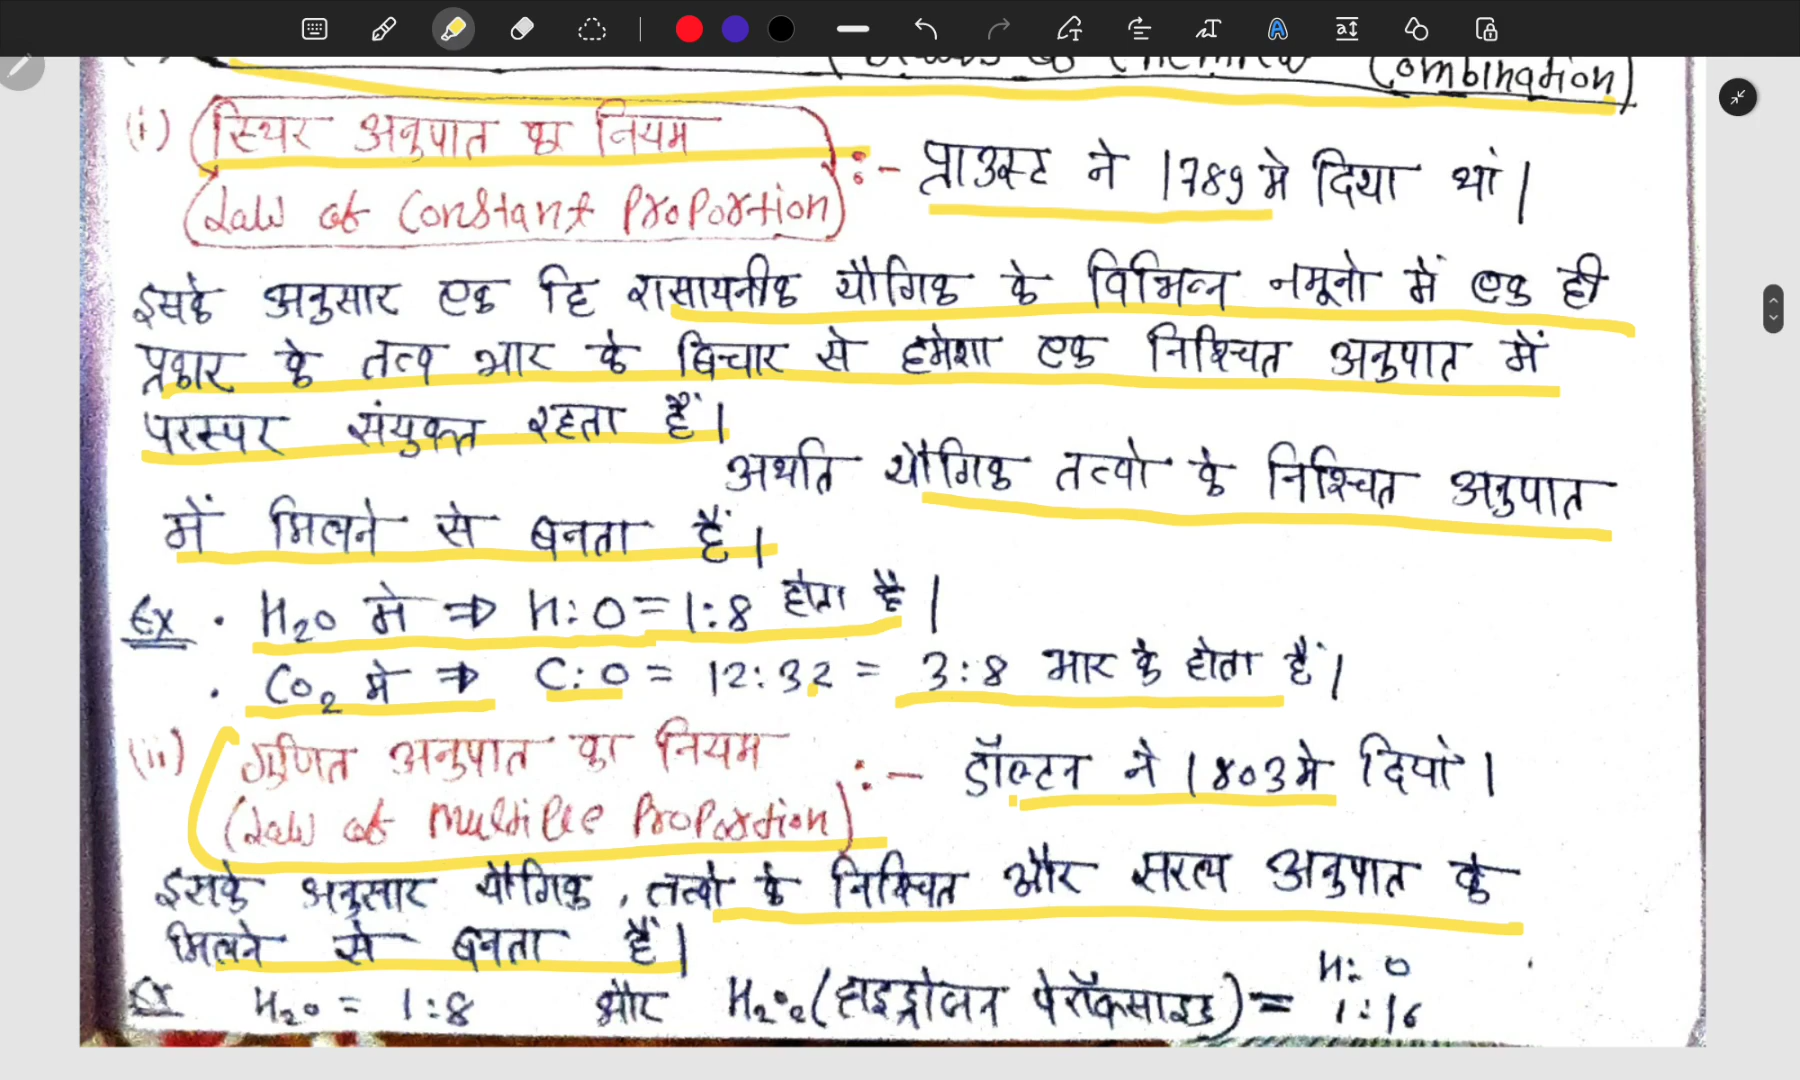 Combination)
(i) (स्थिर अनुपात का नियम
(Law of Constant Proportion) :- प्राउस्ट ने 1789 मे दिया थां।
इसके अनुसार एक हि रासायनीक यौगिक के विभिन्न नमूनो में एक ही
प्रकार के तत्व भार के विचार से हमेशा एक निश्चित अनुपात में
परस्पर संयुक्त रहता हैं।
अर्थात यौगिक तत्वो के निश्चित अनुपात
में मिलने से बनता हैं।
Ex • H2O मे ⇒ H:O = 1:8 होता है।
• CO2 मे ⇒ C:O = 12:32 = 3:8 भार के होता हैं।
(ii) गुणित अनुपात का नियम
(Law of multiple Proportion) :- डॉल्टन ने 1803 मे दियां।
इसके अनुसार यौगिक, तत्वो के निश्चित और सरल अनुपात के
मिलने से बनता हैं।
Ex H2O = 1:8 और H2O2 (हाइड्रोजन पेरॉक्साइड) = H:O
1:16